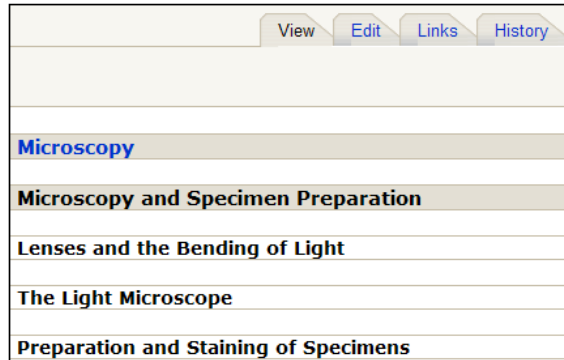 View Edit Links History
Microscopy
Microscopy and Specimen Preparation
Lenses and the Bending of Light
The Light Microscope
Preparation and Staining of Specimens